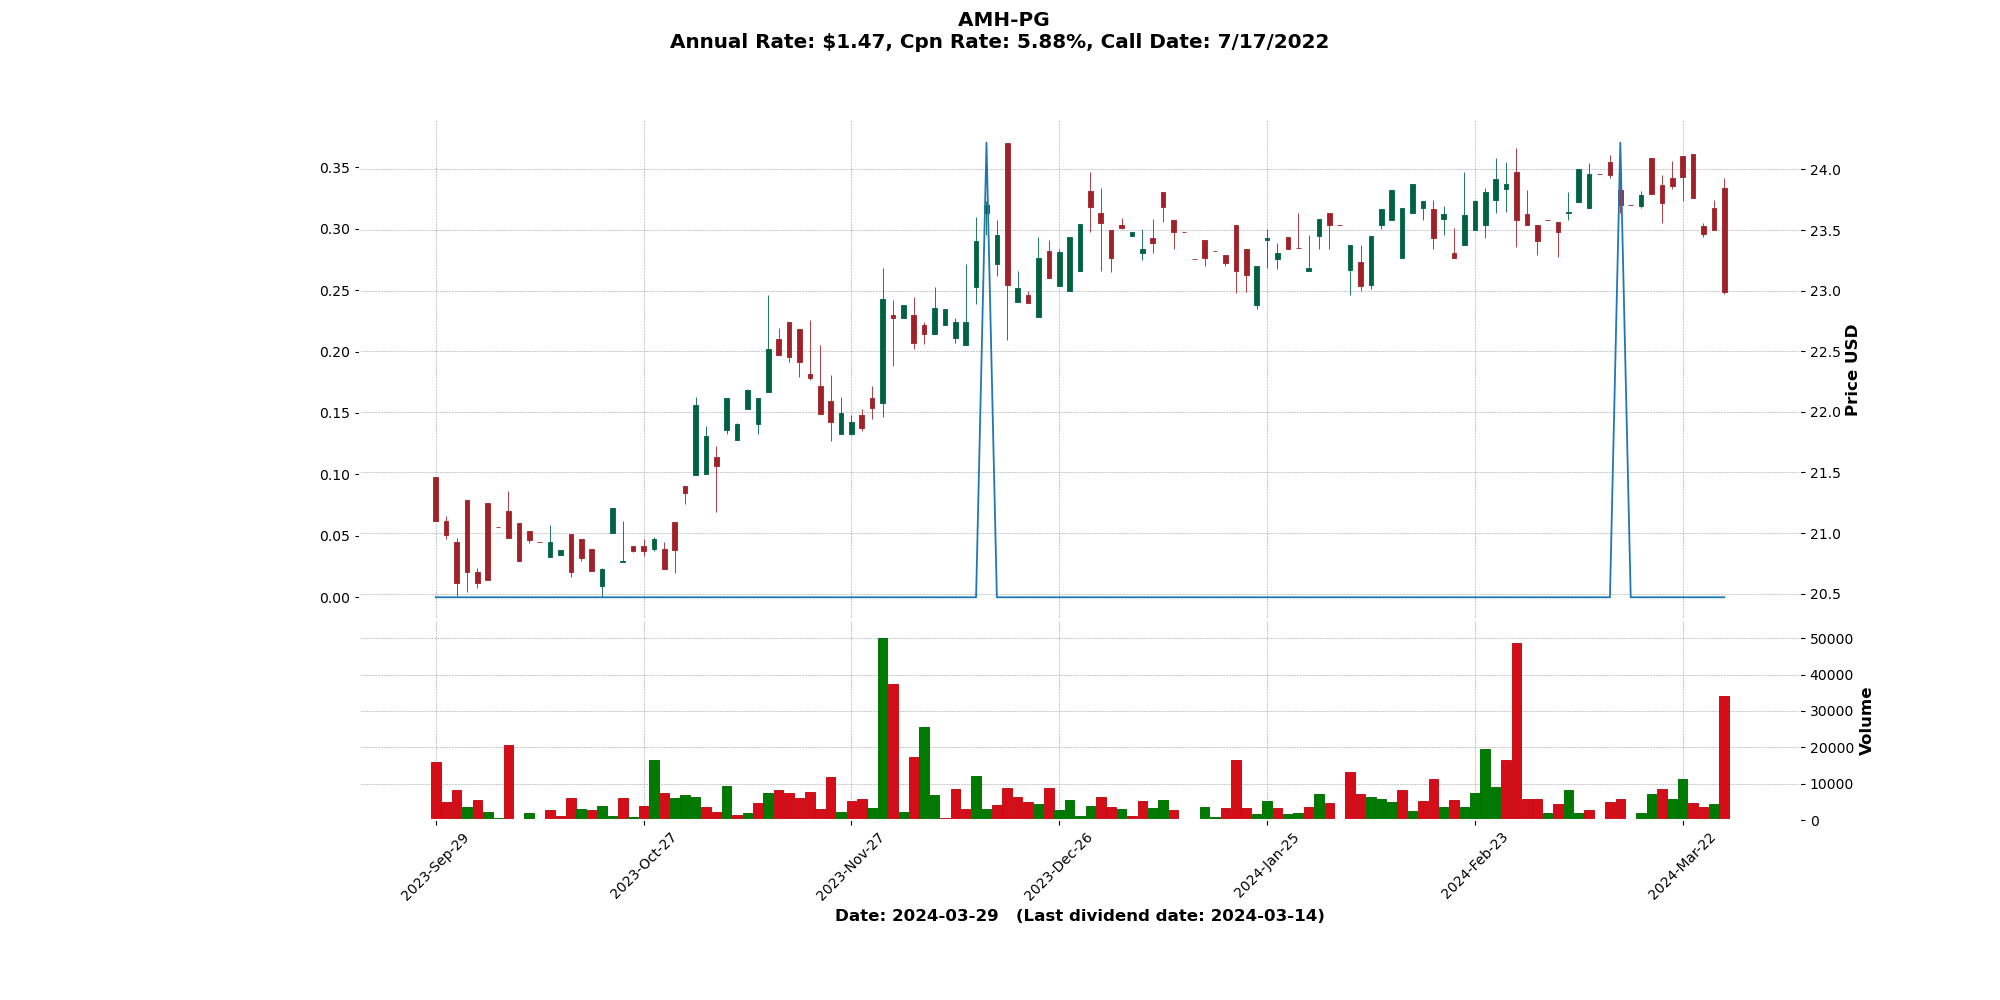 AMH-PG
Annual Rate: $1.47, Cpn Rate: 5.88%, Call Date: 7/17/2022
0.35
0.30
0.25
0.20
0.15
0.10
0.05
0.00
24.0
23.5
23.0
22.5
22.0
21.5
21.0
20.5
Price USD
50000
40000
30000
20000
10000
0
Volume
2023-Sep-29
2023-Oct-27
2023-Nov-27
2023-Dec-26
2024-Jan-25
2024-Feb-23
2024-Mar-22
Date: 2024-03-29 (Last dividend date: 2024-03-14)